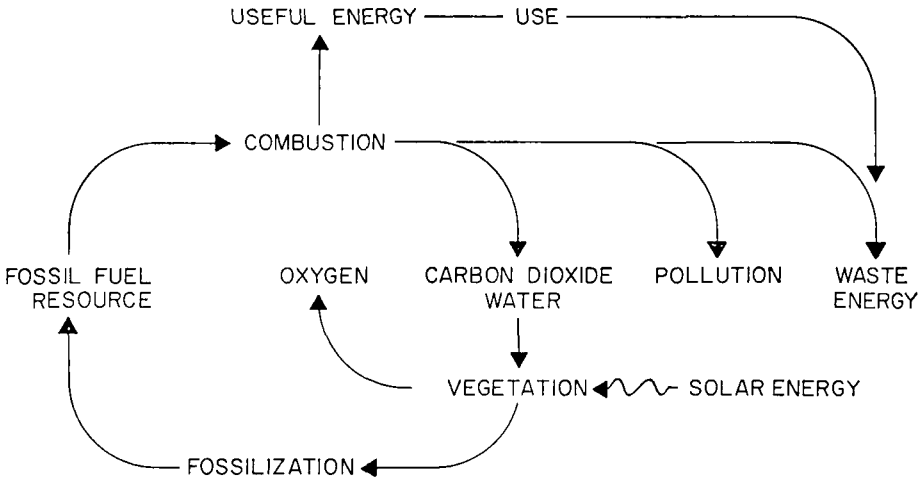 USEFUL ENERGY USE
COMBUSTION
FOSSIL FUEL
RESOURCE
OXYGEN
CARBON DIOXIDE
WATER
POLLUTION
WASTE
ENERGY
VEGETATION
SOLAR ENERGY
FOSSILIZATION